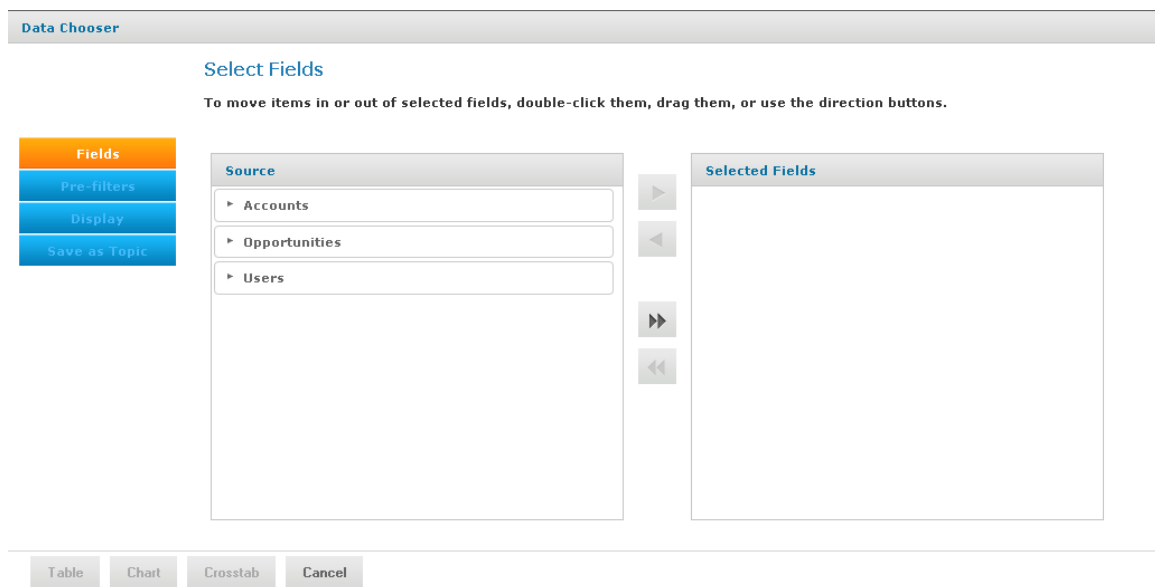 Data Chooser
Select Fields
To move items in or out of selected fields, double-click them, drag them, or use the direction buttons.
Fields
Pre-filters
Display
Save as Topic
Source
Accounts
Opportunities
Users
Selected Fields
Table Chart Crosstab Cancel